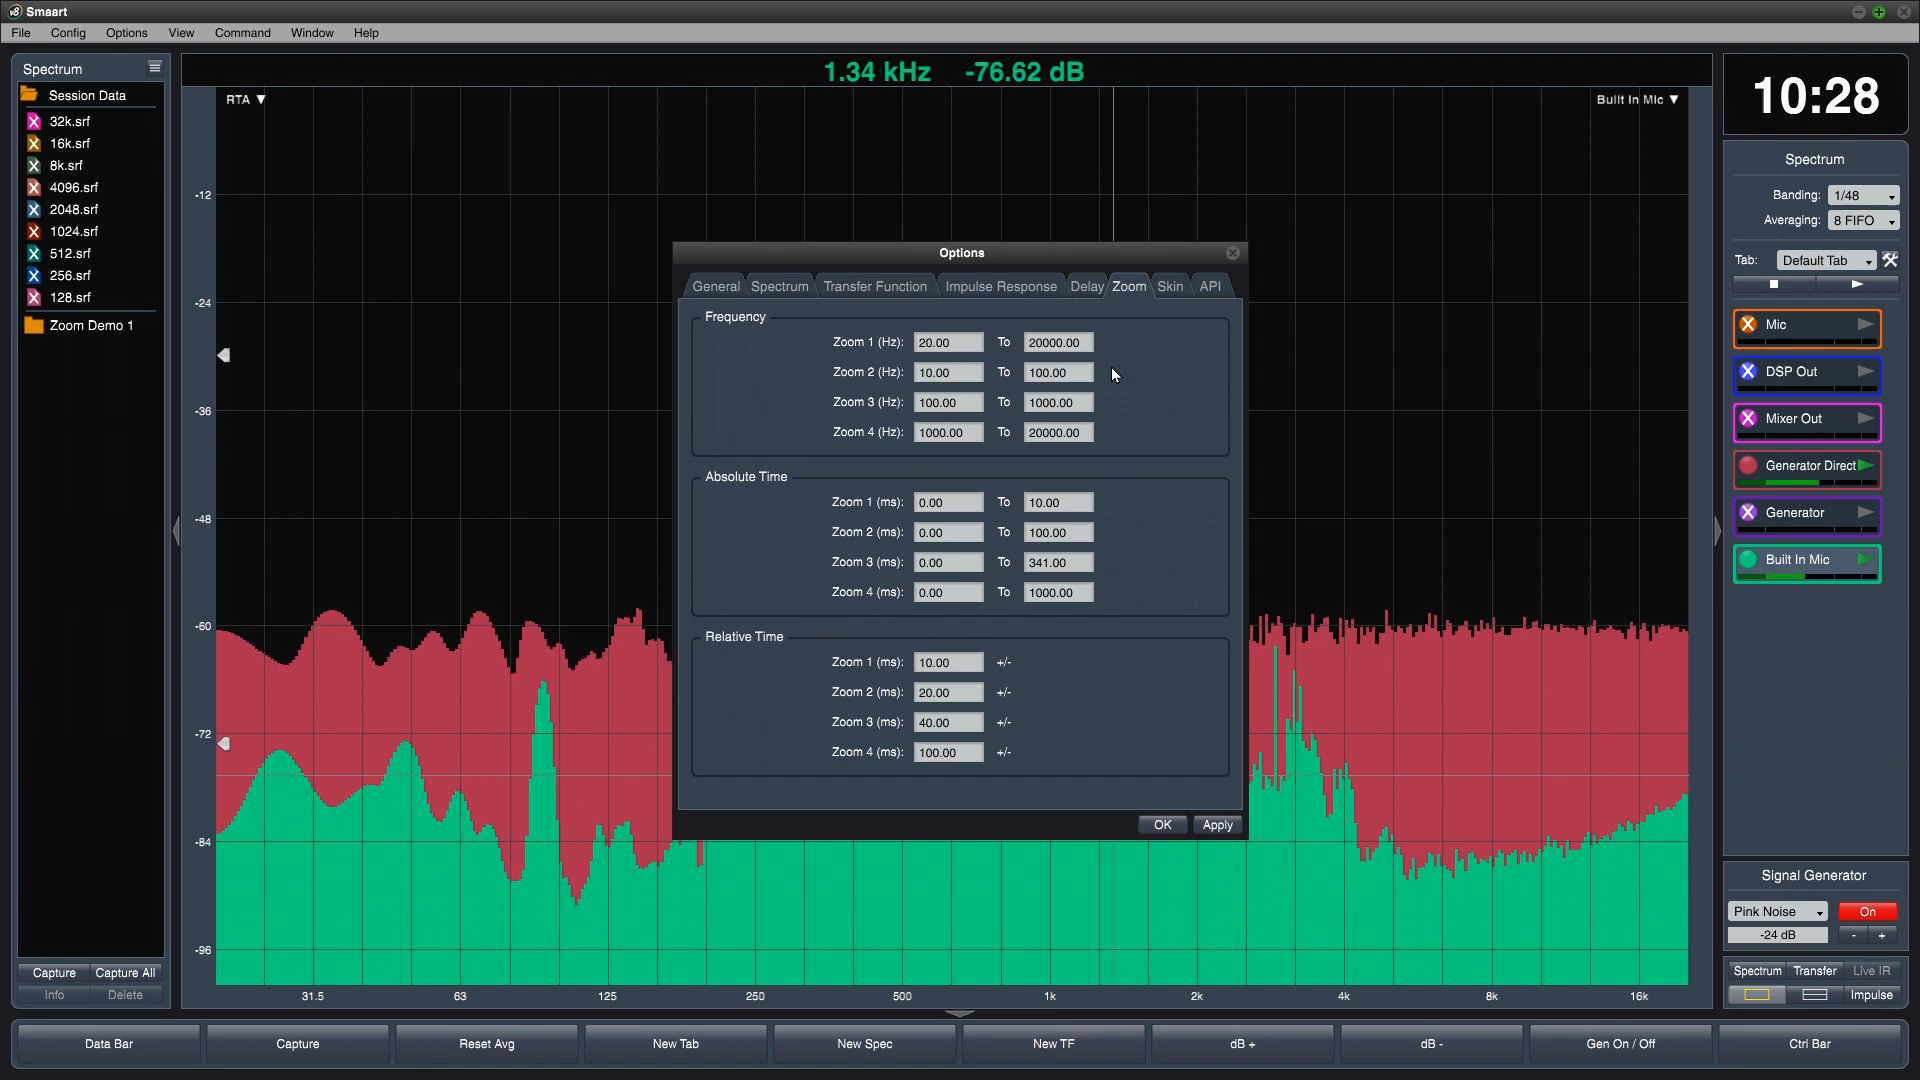 Smaart
File Config Options View Command Window Help
Spectrum
Session Data
32k.srf
16k.srf
8k.srf
4096.srf
2048.srf
1024.srf
512.srf
256.srf
128.srf
Zoom Demo 1
Capture Capture All
Info Delete
1.34 kHz -76.62 dB
RTA ▼ Built In Mic ▼
-12
-24
-36
-48
-60
-72
-84
-96
31.5 63 125 250 500 1k 2k 4k 8k 16k
Options
General Spectrum Transfer Function Impulse Response Delay Zoom Skin API
Frequency
Zoom 1 (Hz): 20.00 To 20000.00
Zoom 2 (Hz): 10.00 To 100.00
Zoom 3 (Hz): 100.00 To 1000.00
Zoom 4 (Hz): 1000.00 To 20000.00
Absolute Time
Zoom 1 (ms): 0.00 To 10.00
Zoom 2 (ms): 0.00 To 100.00
Zoom 3 (ms): 0.00 To 341.00
Zoom 4 (ms): 0.00 To 1000.00
Relative Time
Zoom 1 (ms): 10.00 +/-
Zoom 2 (ms): 20.00 +/-
Zoom 3 (ms): 40.00 +/-
Zoom 4 (ms): 100.00 +/-
OK Apply
10:28
Spectrum
Banding: 1/48
Averaging: 8 FIFO
Tab: Default Tab
Mic
DSP Out
Mixer Out
Generator Direct
Generator
Built In Mic
Signal Generator
Pink Noise On
-24 dB - +
Spectrum Transfer Live IR
Impulse
Data Bar Capture Reset Avg New Tab New Spec New TF dB + dB - Gen On / Off Ctrl Bar